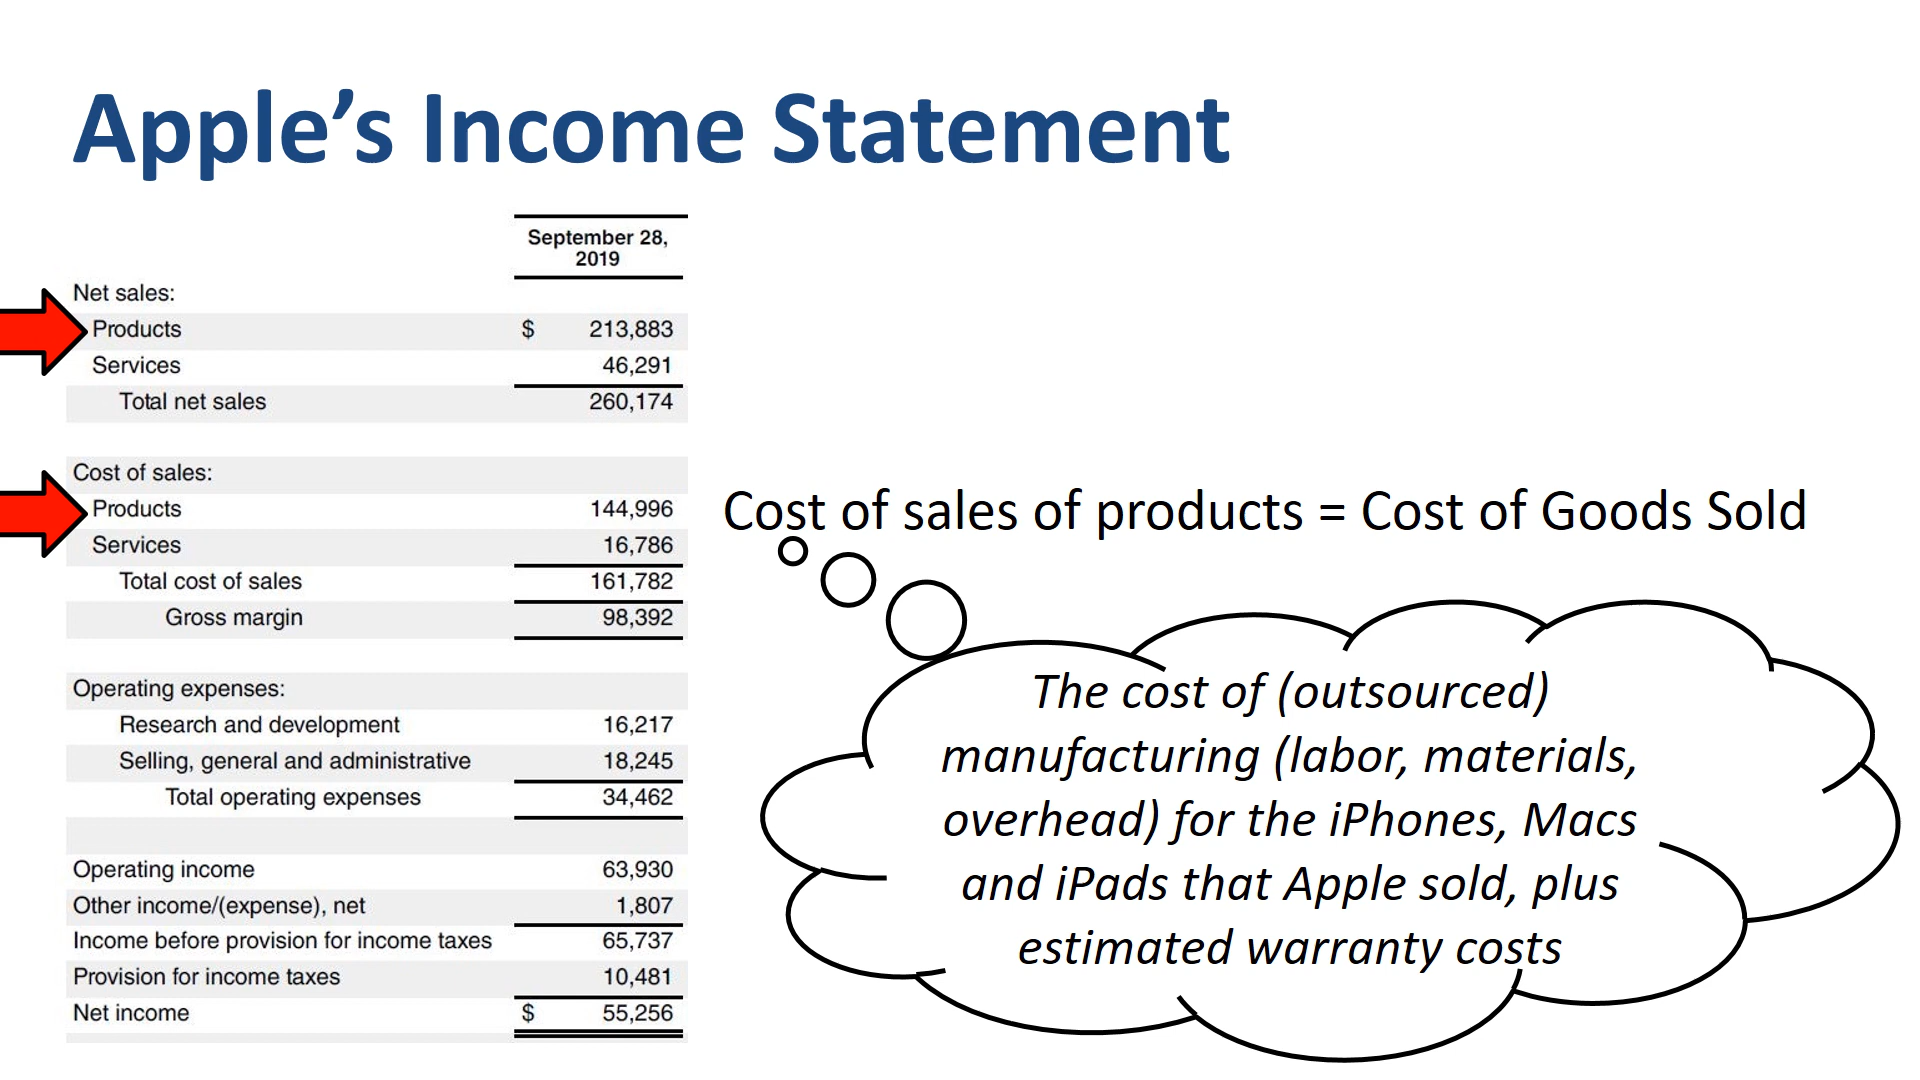 Apple’s Income Statement
September 28,
2019
Net sales:
Products $ 213,883
Services 46,291
Total net sales 260,174
Cost of sales:
Products 144,996
Services 16,786
Total cost of sales 161,782
Gross margin 98,392
Operating expenses:
Research and development 16,217
Selling, general and administrative 18,245
Total operating expenses 34,462
Operating income 63,930
Other income/(expense), net 1,807
Income before provision for income taxes 65,737
Provision for income taxes 10,481
Net income $ 55,256
Cost of sales of products = Cost of Goods Sold
The cost of (outsourced)
manufacturing (labor, materials,
overhead) for the iPhones, Macs
and iPads that Apple sold, plus
estimated warranty costs